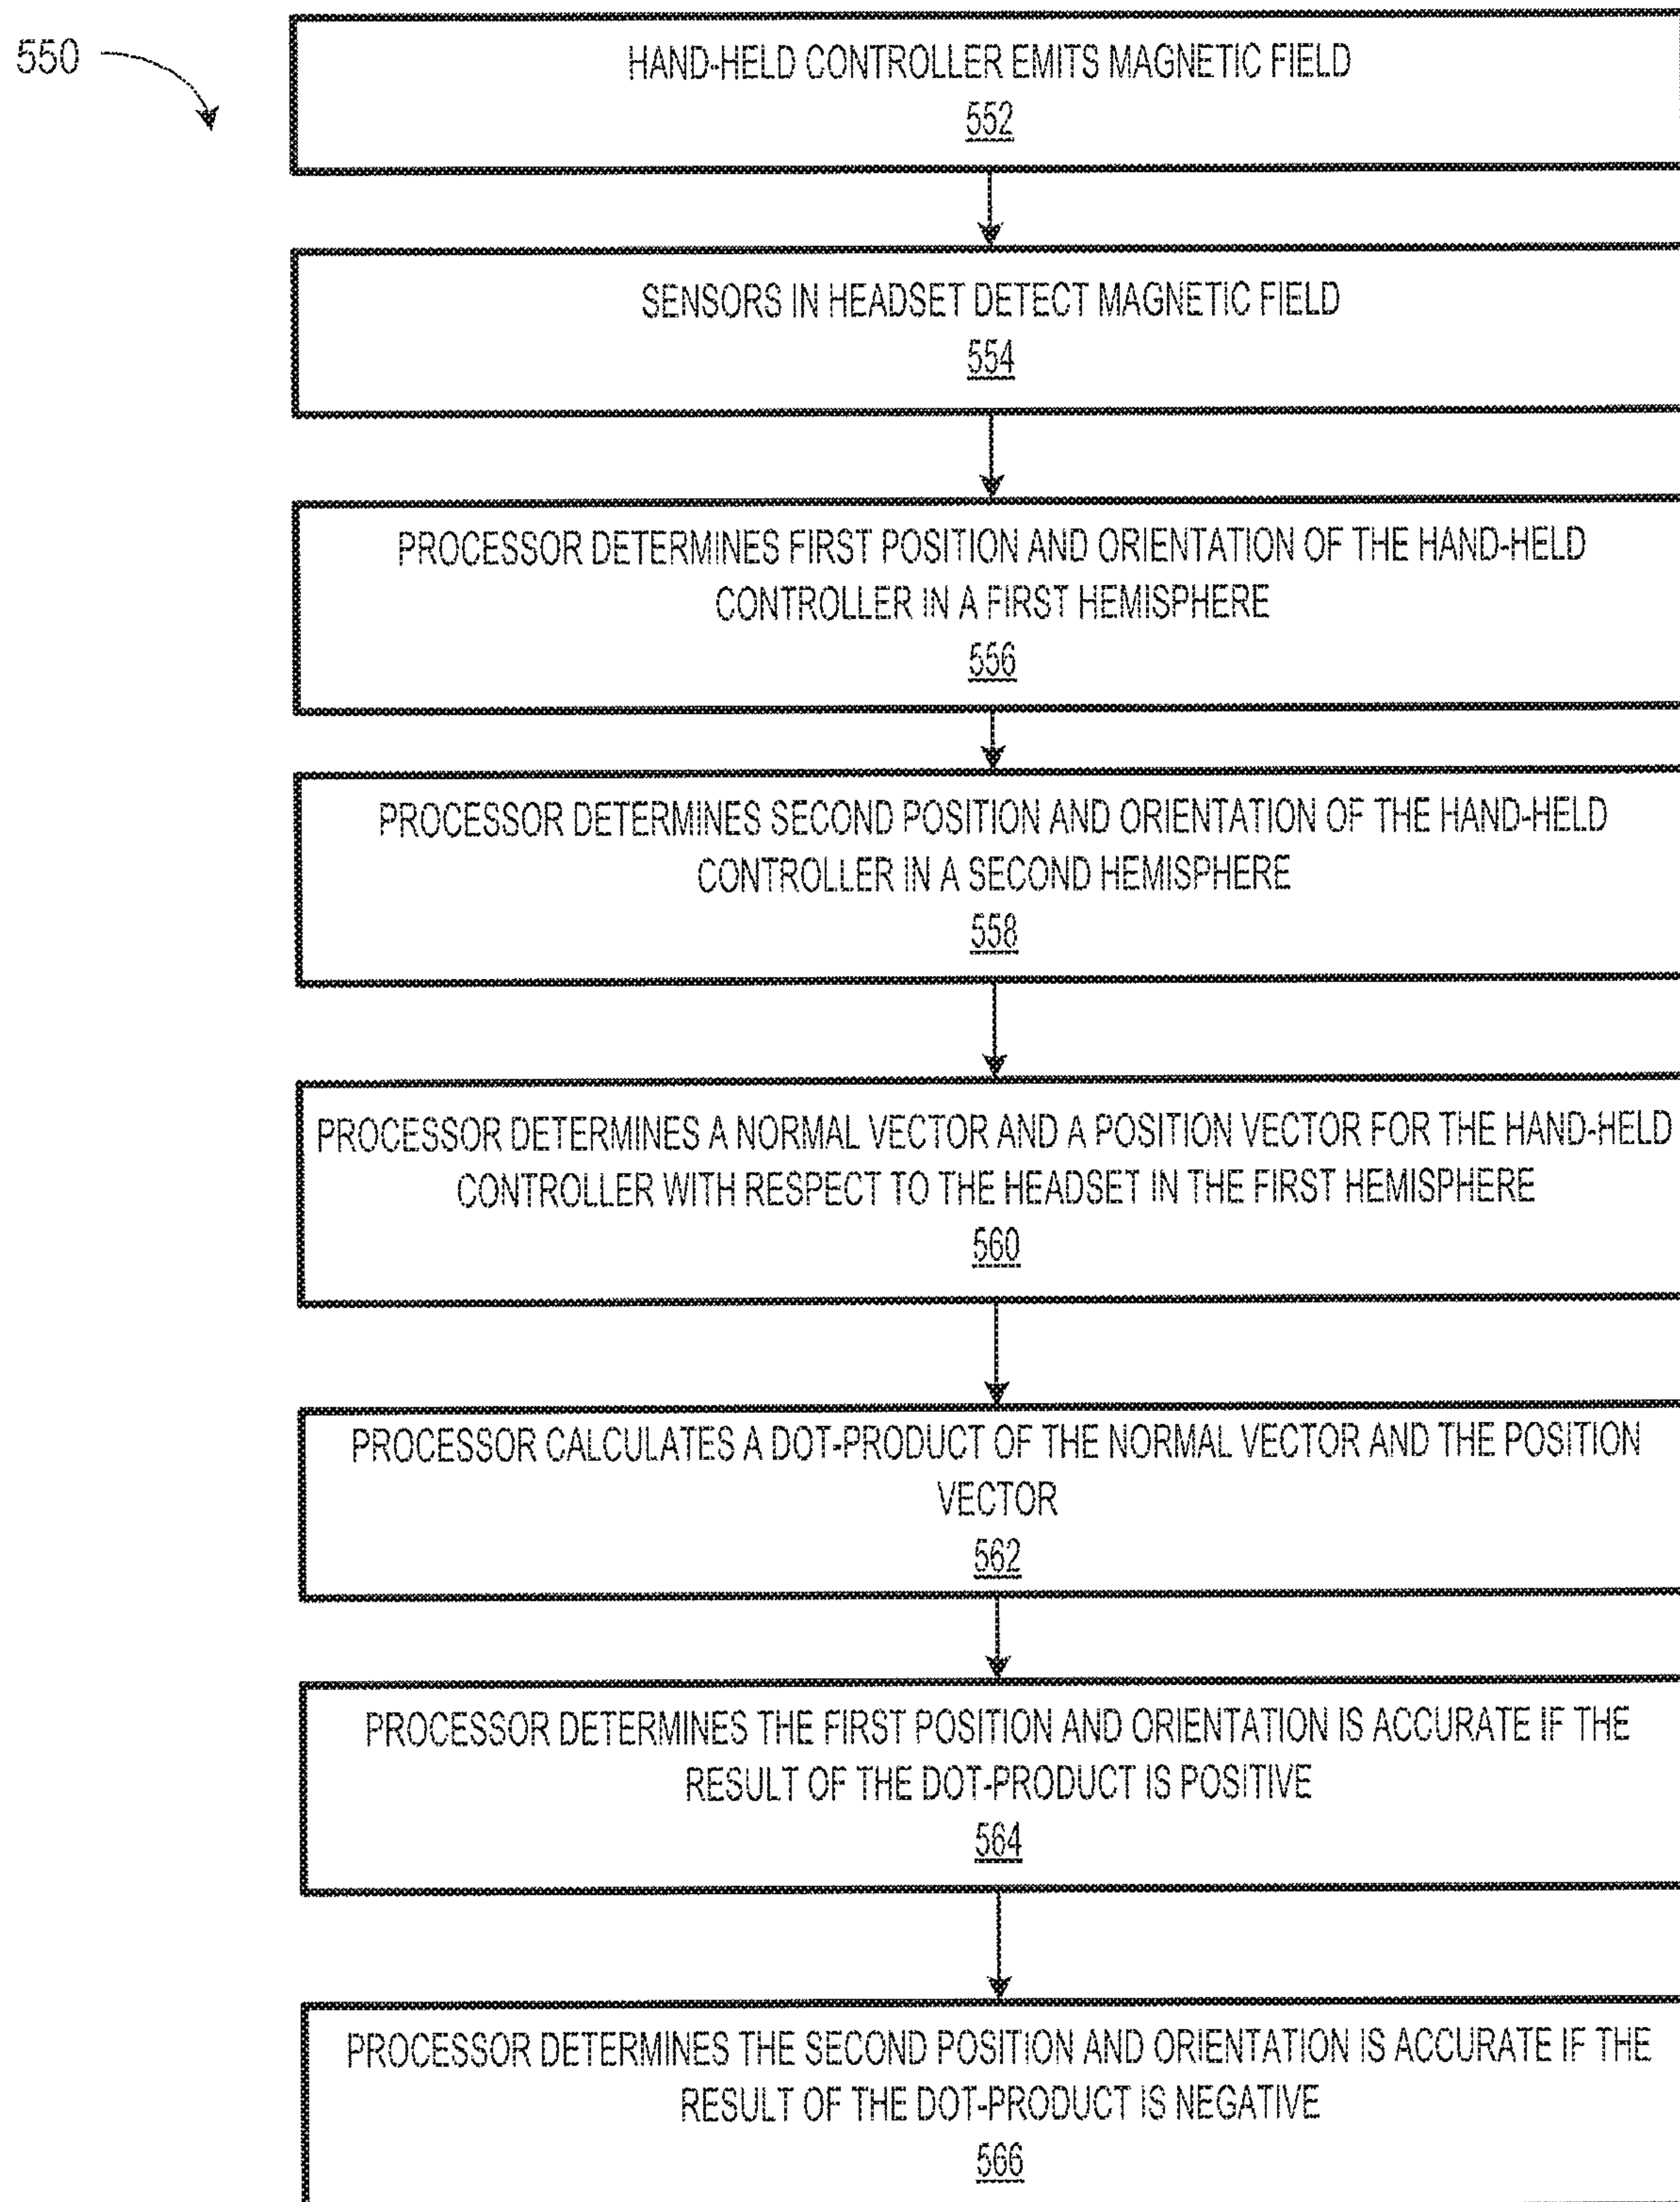 550
HAND-HELD CONTROLLER EMITS MAGNETIC FIELD
552
SENSORS IN HEADSET DETECT MAGNETIC FIELD
554
PROCESSOR DETERMINES FIRST POSITION AND ORIENTATION OF THE HAND-HELD
CONTROLLER IN A FIRST HEMISPHERE
556
PROCESSOR DETERMINES SECOND POSITION AND ORIENTATION OF THE HAND-HELD
CONTROLLER IN A SECOND HEMISPHERE
558
PROCESSOR DETERMINES A NORMAL VECTOR AND A POSITION VECTOR FOR THE HAND-HELD
CONTROLLER WITH RESPECT TO THE HEADSET IN THE FIRST HEMISPHERE
560
PROCESSOR CALCULATES A DOT-PRODUCT OF THE NORMAL VECTOR AND THE POSITION
VECTOR
562
PROCESSOR DETERMINES THE FIRST POSITION AND ORIENTATION IS ACCURATE IF THE
RESULT OF THE DOT-PRODUCT IS POSITIVE
564
PROCESSOR DETERMINES THE SECOND POSITION AND ORIENTATION IS ACCURATE IF THE
RESULT OF THE DOT-PRODUCT IS NEGATIVE
566